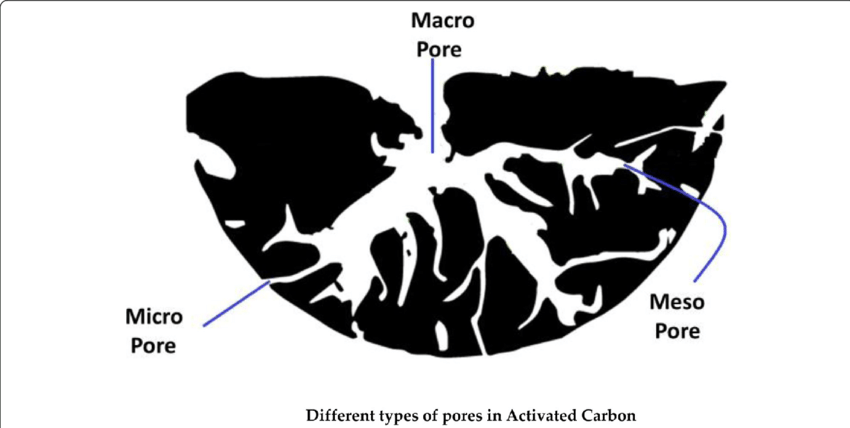 Macro
Pore
Micro
Pore
Meso
Pore
Different types of pores in Activated Carbon